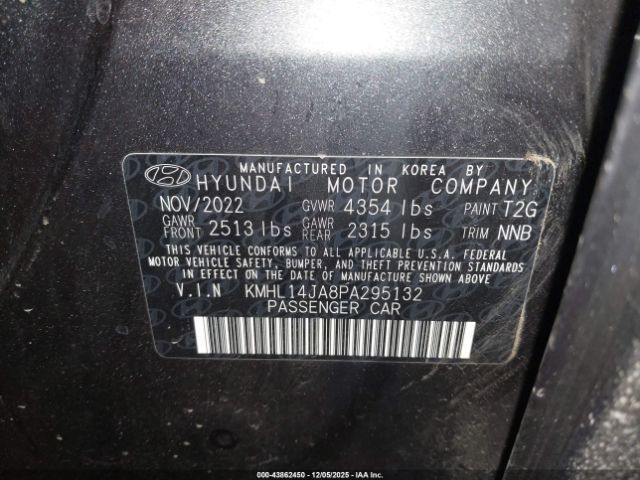 MANUFACTURED IN KOREA BY
HYUNDAI MOTOR COMPANY
NOV/2022 GVWR 4354 lbs PAINT T2G
GAWR FRONT 2513 lbs GAWR REAR 2315 lbs TRIM NNB
THIS VEHICLE CONFORMS TO ALL APPLICABLE U.S.A. FEDERAL
MOTOR VEHICLE SAFETY, BUMPER, AND THEFT PREVENTION
STANDARDS IN EFFECT ON THE DATE OF MANUFACTURE SHOWN ABOVE
V.I.N KMHL14JA8PA295132
PASSENGER CAR
000-43862450 - 12/05/2025 - IAAI - COPART, INC.